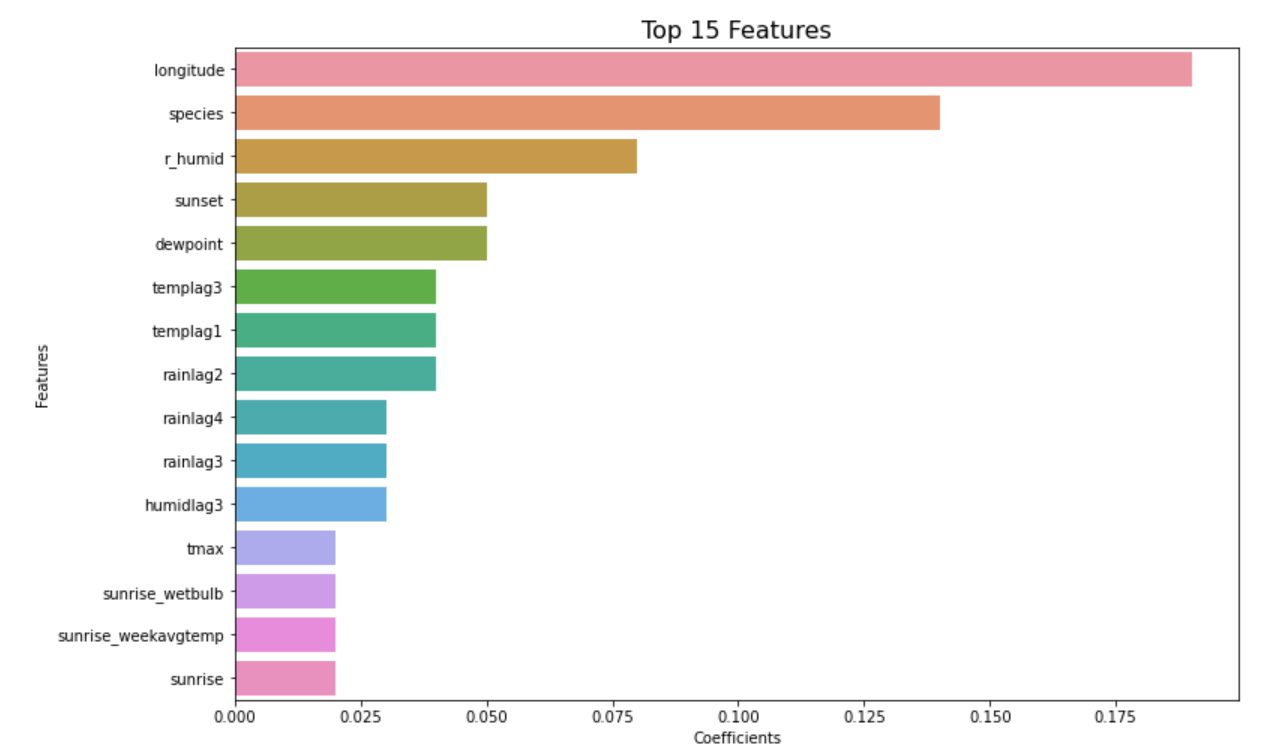 Top 15 Features
longitude
species
r_humid
sunset
dewpoint
templag3
templag1
rainlag2
rainlag4
rainlag3
humidlag3
tmax
sunrise_wetbulb
sunrise_weekavgtemp
sunrise
Features
0.000 0.025 0.050 0.075 0.100 0.125 0.150 0.175
Coefficients